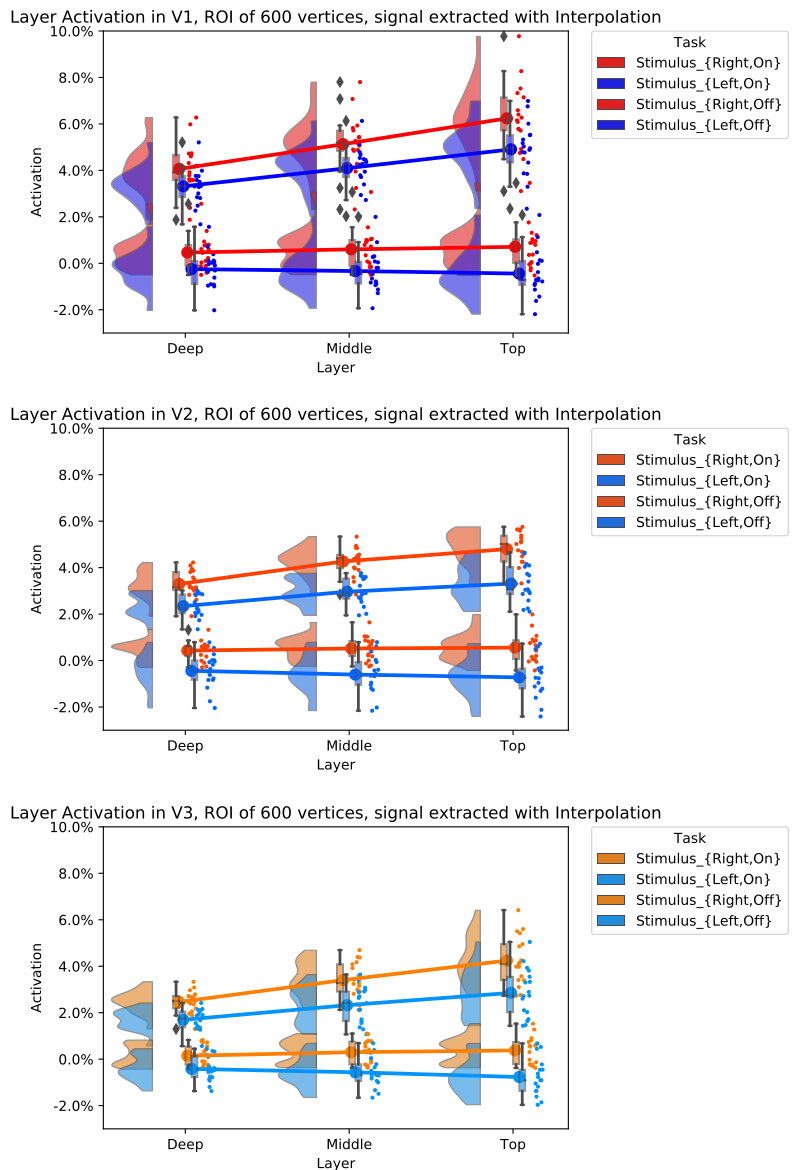 Layer Activation in V1, ROI of 600 vertices, signal extracted with Interpolation
10.0%
8.0%
6.0%
4.0%
2.0%
0.0%
-2.0%
Activation
Deep
Middle
Top
Layer
Task
Stimulus_{Right,On}
Stimulus_{Left,On}
Stimulus_{Right,Off}
Stimulus_{Left,Off}
Layer Activation in V2, ROI of 600 vertices, signal extracted with Interpolation
10.0%
8.0%
6.0%
4.0%
2.0%
0.0%
-2.0%
Activation
Deep
Middle
Top
Layer
Task
Stimulus_{Right,On}
Stimulus_{Left,On}
Stimulus_{Right,Off}
Stimulus_{Left,Off}
Layer Activation in V3, ROI of 600 vertices, signal extracted with Interpolation
10.0%
8.0%
6.0%
4.0%
2.0%
0.0%
-2.0%
Activation
Deep
Middle
Top
Layer
Task
Stimulus_{Right,On}
Stimulus_{Left,On}
Stimulus_{Right,Off}
Stimulus_{Left,Off}